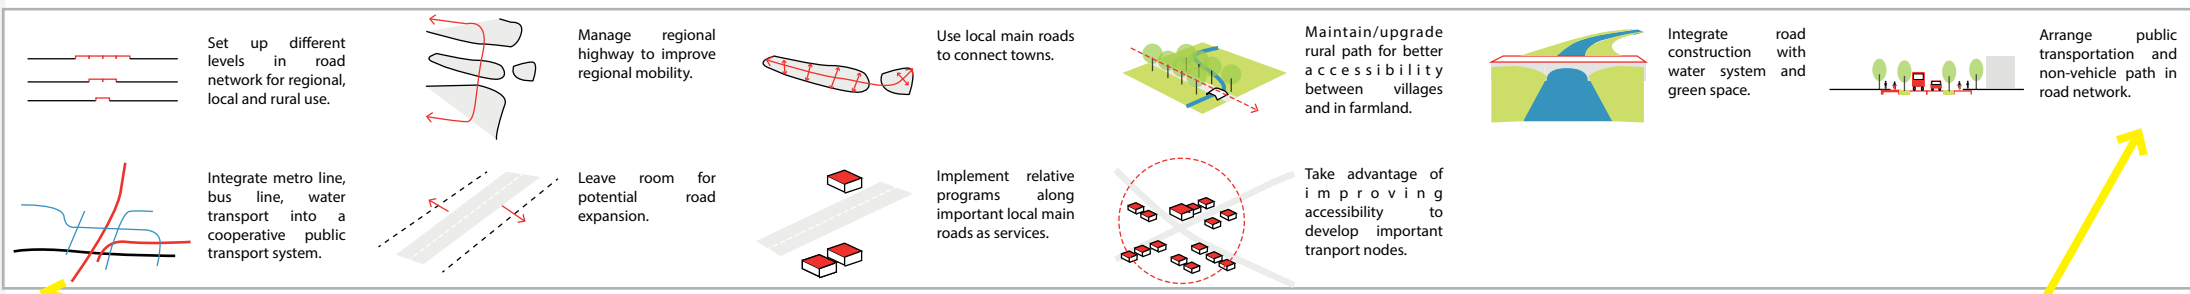 Set up different
levels in road
network for regional,
local and rural use.
Manage regional
highway to improve
regional mobility.
Use local main roads
to connect towns.
Maintain/upgrade
rural path for better
accessibility
between villages
and in farmland.
Integrate road
construction with
water system and
green space.
Arrange public
transportation and
non-vehicle path in
road network.
Integrate metro line,
bus line, water
transport into a
cooperative public
transport system.
Leave room for
potential road
expansion.
Implement relative
programs along
important local main
roads as services.
Take advantage of
improving
accessibility to
develop important
tranport nodes.